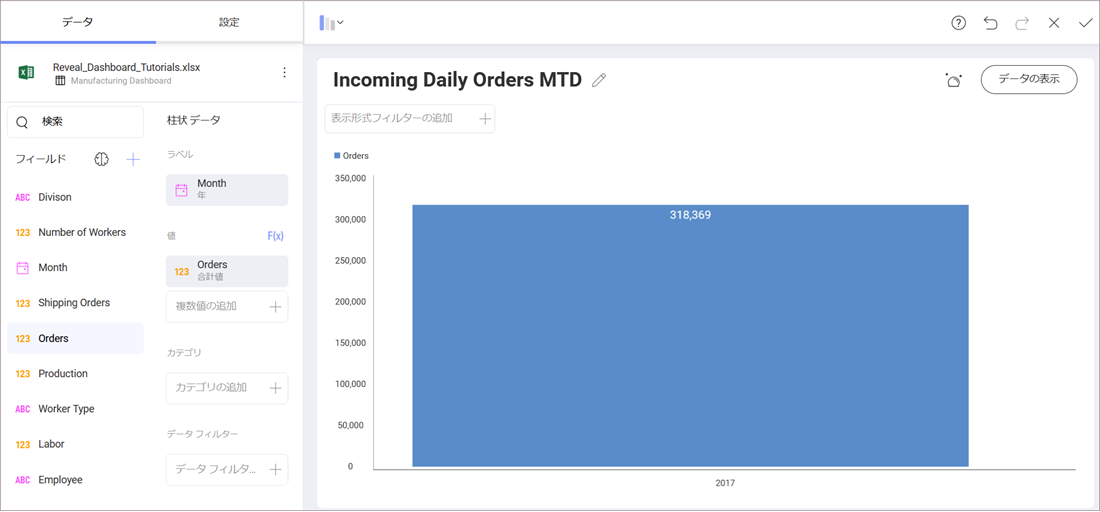 データ
設定
Reveal_Dashboard_Tutorials.xlsx
Manufacturing Dashboard
検索
フィールド
ABC Divison
123 Number of Workers
Month
123 Shipping Orders
123 Orders
123 Production
ABC Worker Type
123 Labor
ABC Employee
柱状 データ
ラベル
Month
年
値
F(x)
123 Orders
合計値
複数値の追加
カテゴリ
カテゴリの追加
データ フィルター
データ フィルタ...
Incoming Daily Orders MTD
データの表示
表示形式フィルターの追加
Orders
350,000
300,000
250,000
200,000
150,000
100,000
50,000
0
318,369
2017